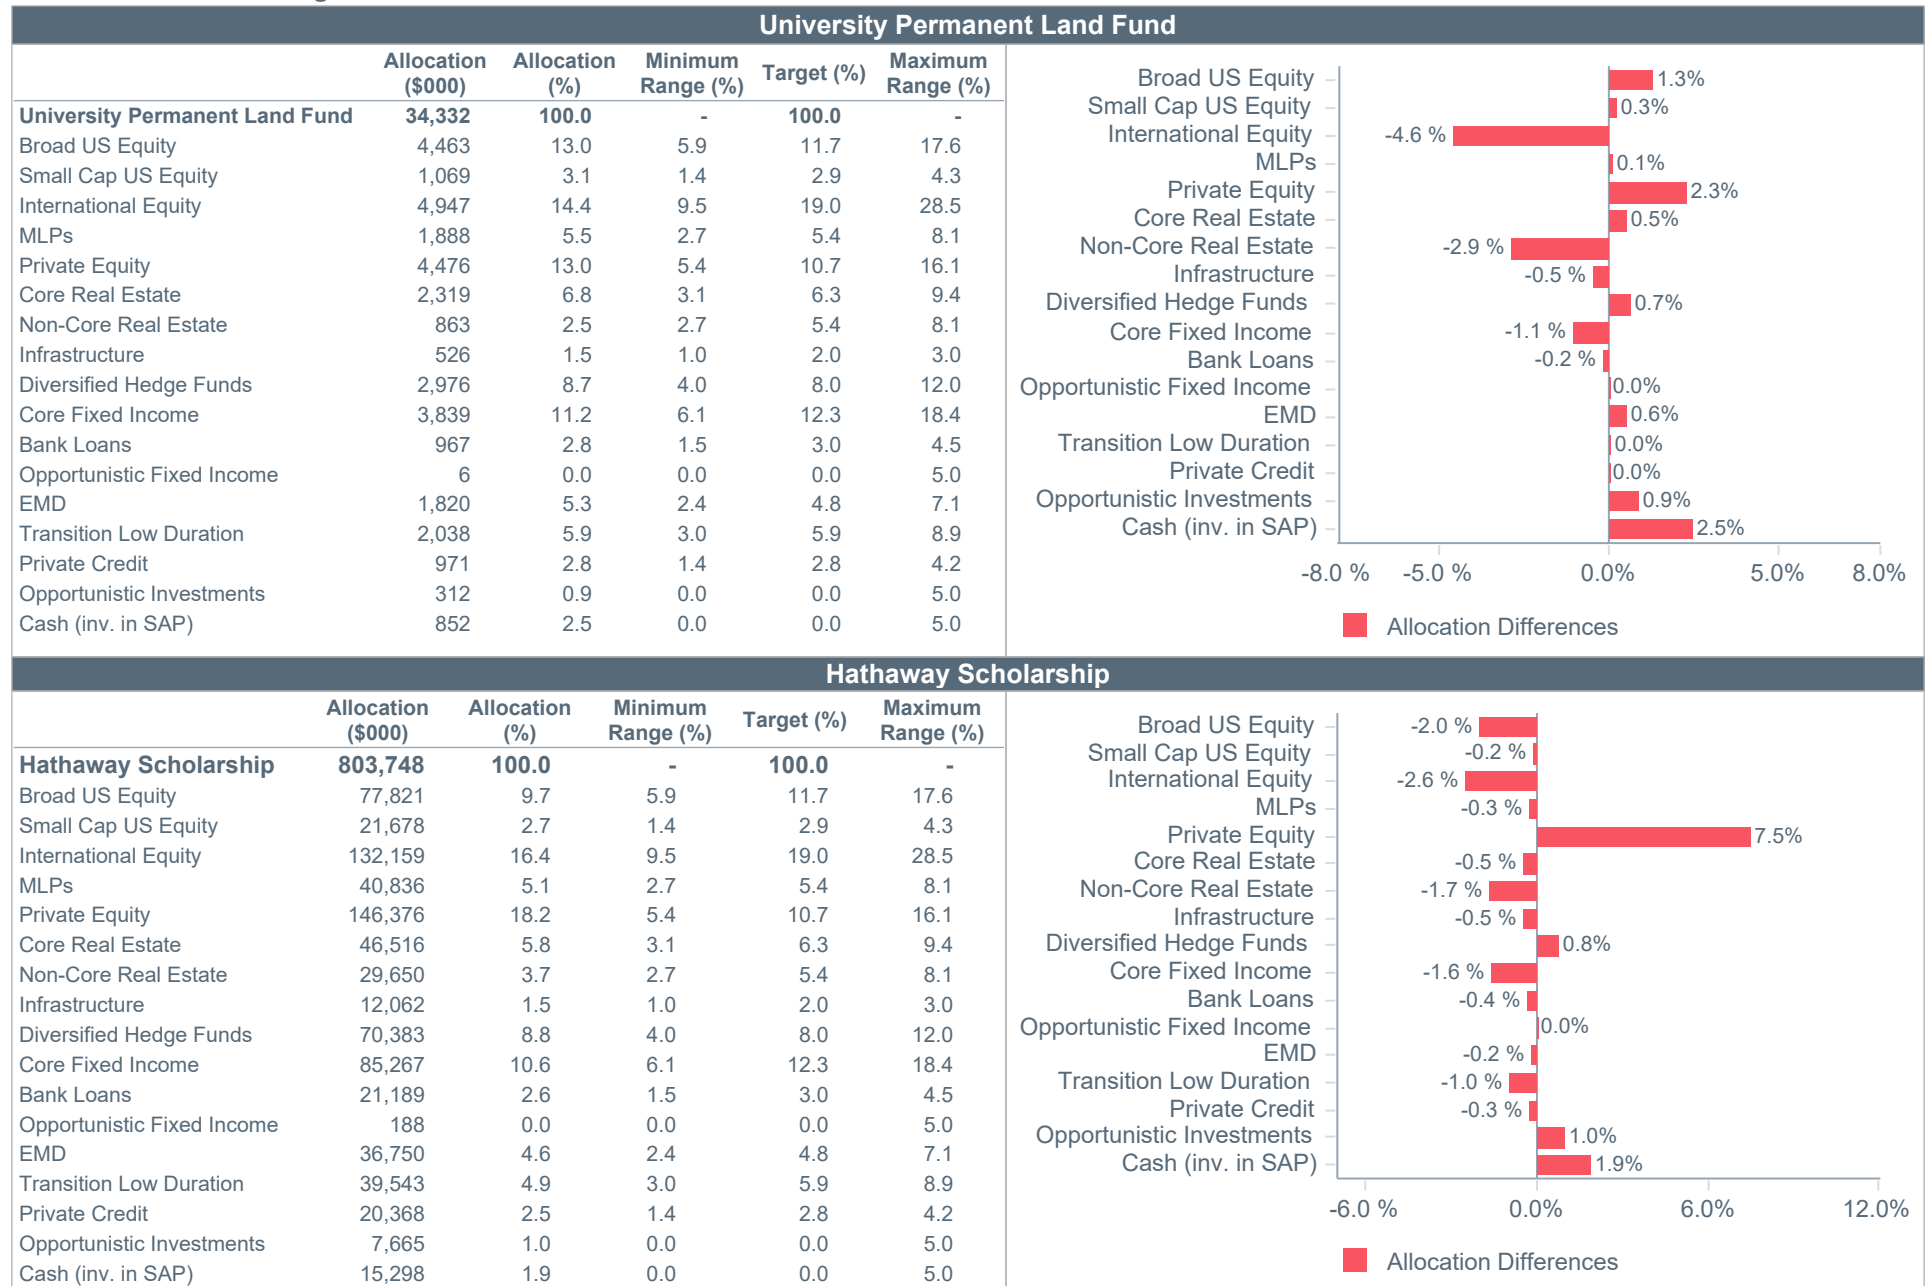 University Permanent Land Fund
Allocation ($000) Allocation (%) Minimum Range (%) Target (%) Maximum Range (%)
University Permanent Land Fund 34,332 100.0 - 100.0 -
Broad US Equity 4,463 13.0 5.9 11.7 17.6
Small Cap US Equity 1,069 3.1 1.4 2.9 4.3
International Equity 4,947 14.4 9.5 19.0 28.5
MLPs 1,888 5.5 2.7 5.4 8.1
Private Equity 4,476 13.0 5.4 10.7 16.1
Core Real Estate 2,319 6.8 3.1 6.3 9.4
Non-Core Real Estate 863 2.5 2.7 5.4 8.1
Infrastructure 526 1.5 1.0 2.0 3.0
Diversified Hedge Funds 2,976 8.7 4.0 8.0 12.0
Core Fixed Income 3,839 11.2 6.1 12.3 18.4
Bank Loans 967 2.8 1.5 3.0 4.5
Opportunistic Fixed Income 6 0.0 0.0 0.0 5.0
EMD 1,820 5.3 2.4 4.8 7.1
Transition Low Duration 2,038 5.9 3.0 5.9 8.9
Private Credit 971 2.8 1.4 2.8 4.2
Opportunistic Investments 312 0.9 0.0 0.0 5.0
Cash (inv. in SAP) 852 2.5 0.0 0.0 5.0
Broad US Equity 1.3%
Small Cap US Equity 0.3%
International Equity -4.6 %
MLPs 0.1%
Private Equity 2.3%
Core Real Estate 0.5%
Non-Core Real Estate -2.9 %
Infrastructure -0.5 %
Diversified Hedge Funds 0.7%
Core Fixed Income -1.1 %
Bank Loans -0.2 %
Opportunistic Fixed Income 0.0%
EMD 0.6%
Transition Low Duration 0.0%
Private Credit 0.0%
Opportunistic Investments 0.9%
Cash (inv. in SAP) 2.5%
-8.0 % -5.0 % 0.0% 5.0% 8.0%
Allocation Differences
Hathaway Scholarship
Allocation ($000) Allocation (%) Minimum Range (%) Target (%) Maximum Range (%)
Hathaway Scholarship 803,748 100.0 - 100.0 -
Broad US Equity 77,821 9.7 5.9 11.7 17.6
Small Cap US Equity 21,678 2.7 1.4 2.9 4.3
International Equity 132,159 16.4 9.5 19.0 28.5
MLPs 40,836 5.1 2.7 5.4 8.1
Private Equity 146,376 18.2 5.4 10.7 16.1
Core Real Estate 46,516 5.8 3.1 6.3 9.4
Non-Core Real Estate 29,650 3.7 2.7 5.4 8.1
Infrastructure 12,062 1.5 1.0 2.0 3.0
Diversified Hedge Funds 70,383 8.8 4.0 8.0 12.0
Core Fixed Income 85,267 10.6 6.1 12.3 18.4
Bank Loans 21,189 2.6 1.5 3.0 4.5
Opportunistic Fixed Income 188 0.0 0.0 0.0 5.0
EMD 36,750 4.6 2.4 4.8 7.1
Transition Low Duration 39,543 4.9 3.0 5.9 8.9
Private Credit 20,368 2.5 1.4 2.8 4.2
Opportunistic Investments 7,665 1.0 0.0 0.0 5.0
Cash (inv. in SAP) 15,298 1.9 0.0 0.0 5.0
Broad US Equity -2.0 %
Small Cap US Equity -0.2 %
International Equity -2.6 %
MLPs -0.3 %
Private Equity 7.5%
Core Real Estate -0.5 %
Non-Core Real Estate -1.7 %
Infrastructure -0.5 %
Diversified Hedge Funds 0.8%
Core Fixed Income -1.6 %
Bank Loans -0.4 %
Opportunistic Fixed Income 0.0%
EMD -0.2 %
Transition Low Duration -1.0 %
Private Credit -0.3 %
Opportunistic Investments 1.0%
Cash (inv. in SAP) 1.9%
-6.0 % 0.0% 6.0% 12.0%
Allocation Differences